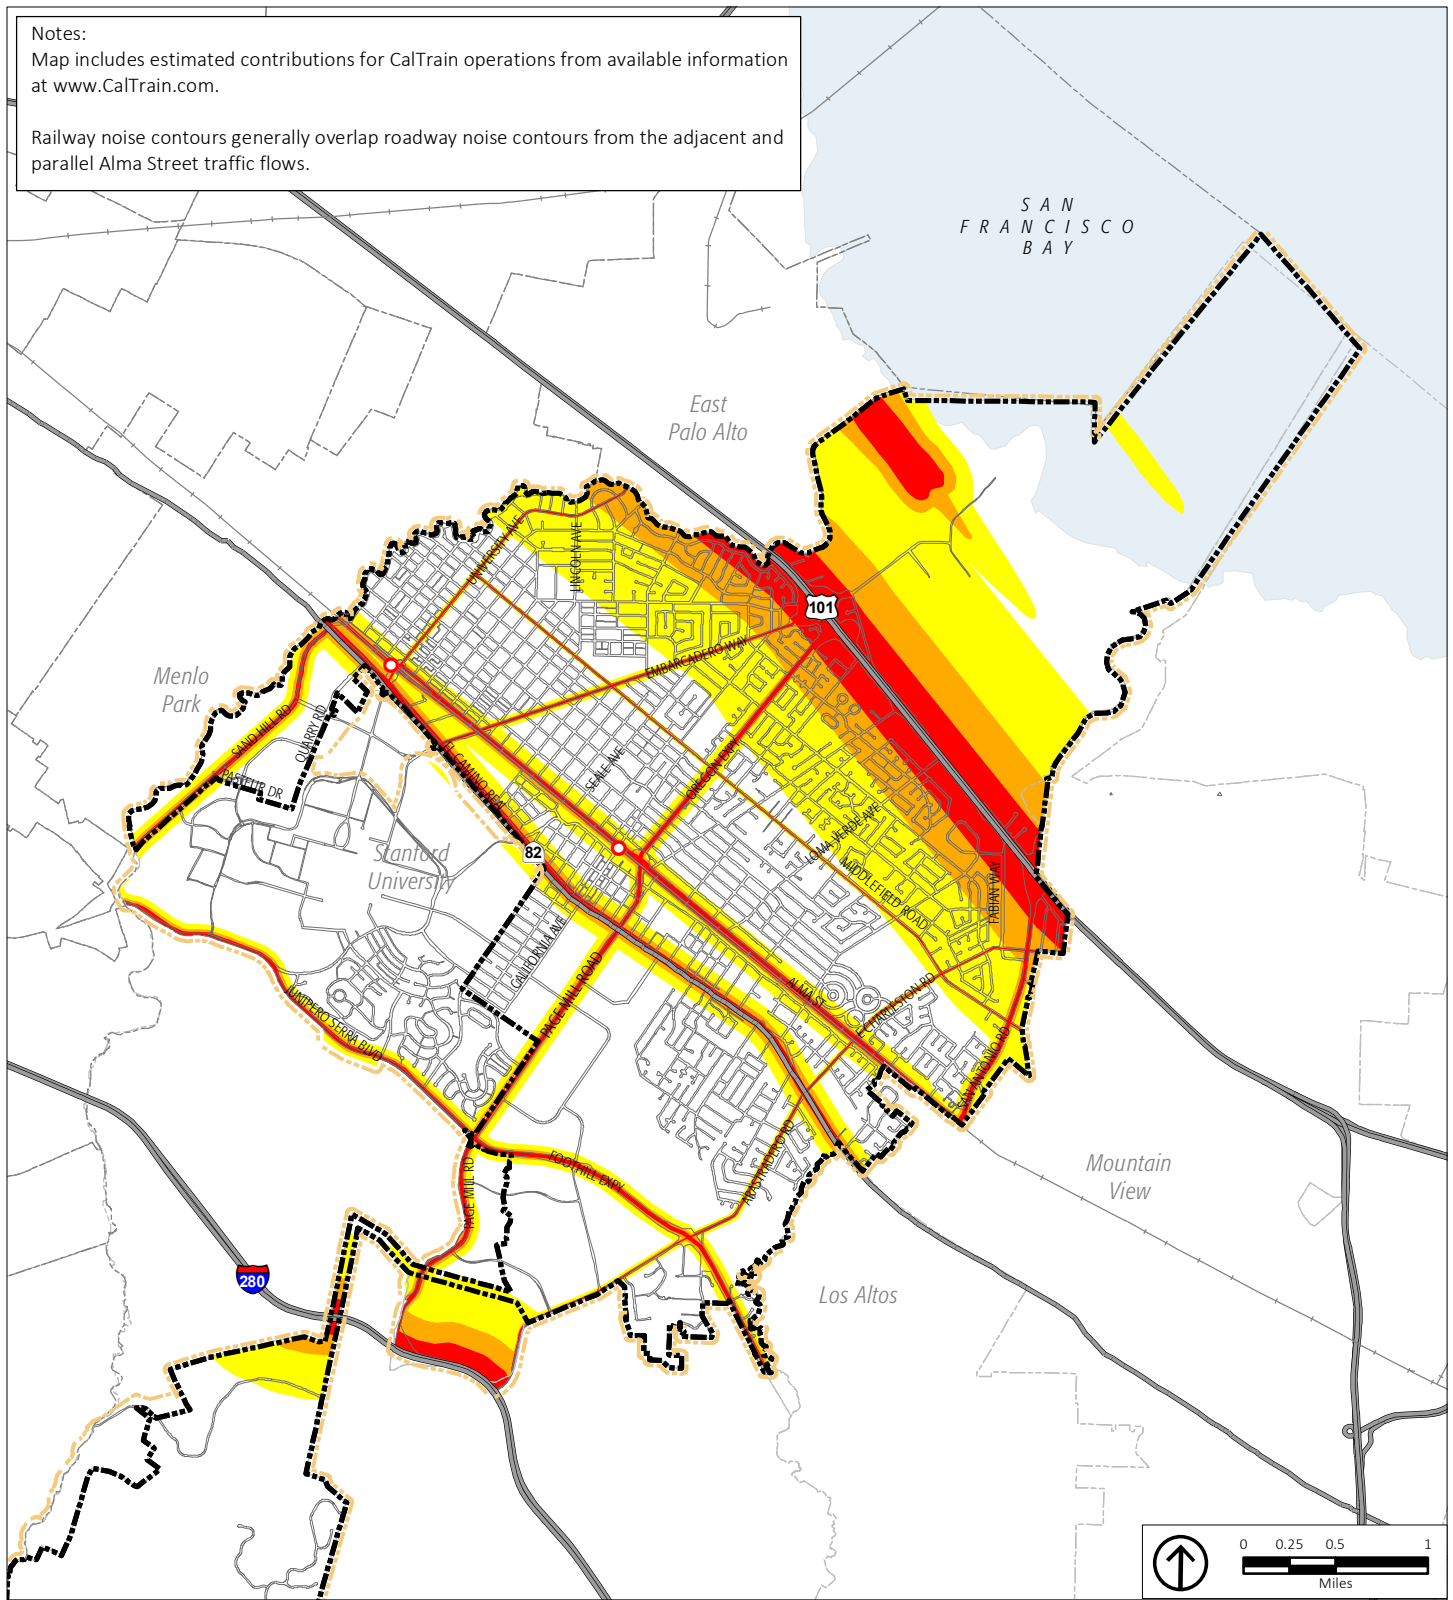 Notes:
Map includes estimated contributions for CalTrain operations from available information
at www.CalTrain.com.
Railway noise contours generally overlap roadway noise contours from the adjacent and
parallel Alma Street traffic flows.
SAN
FRANCISCO
BAY
East
Palo Alto
UNIVERSITY AVE
LINCOLN AVE
101
EMBARCADERO WAY
Menlo
Park
SAND HILL RD
QUARRY RD
PASTEUR DR
EL CAMINO REAL
SEALE AVE
OREGON EXPY
LOMA VERDE AVE
MIDDLEFIELD ROAD
FABIAN WAY
Stanford
University
82
CALIFORNIA AVE
PAGE MILL ROAD
ALMA ST
CHARLESTON RD
SAN ANTONIO RD
JUNIPERO SERRA BLVD
FOOTHILL EXPY
PAGE MILL RD
ARASTRADERO RD
Mountain
View
280
Los Altos
0 0.25 0.5 1
Miles